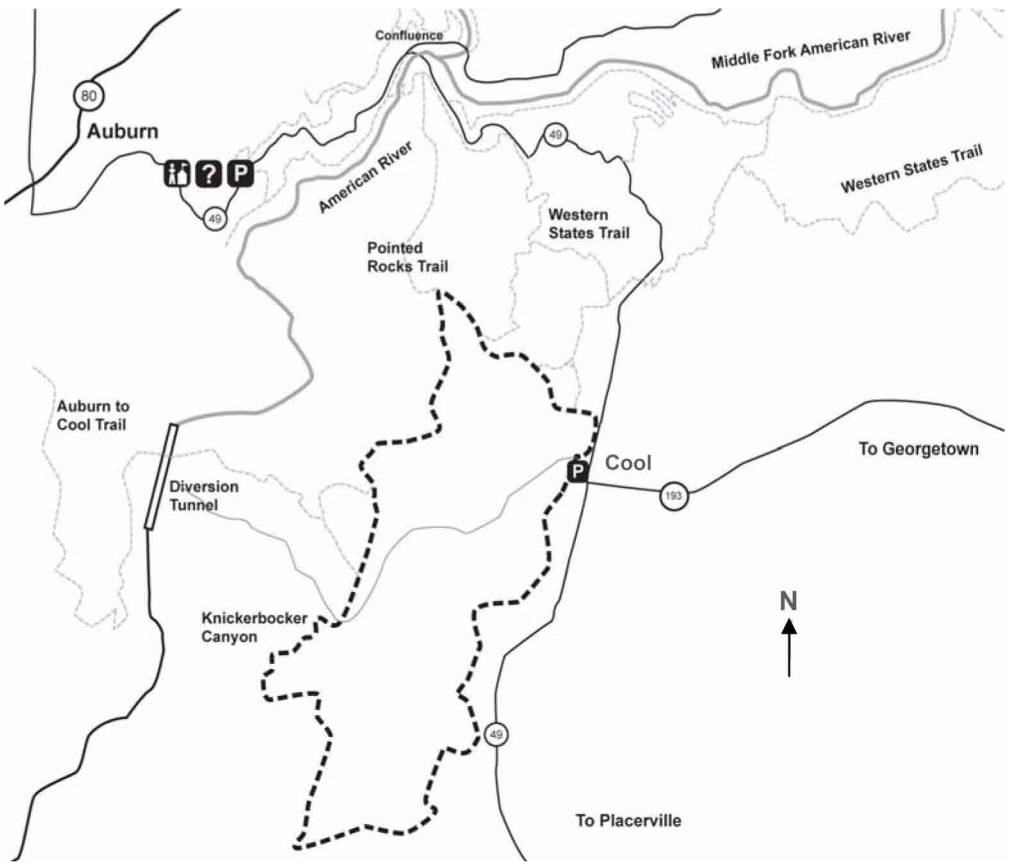 Confluence
Middle Fork American River
80
Auburn
?
P
49
49
American River
Western States Trail
Western
States Trail
Pointed
Rocks Trail
Auburn to
Cool Trail
Diversion
Tunnel
P
Cool
To Georgetown
193
Knickerbocker
Canyon
N
49
To Placerville